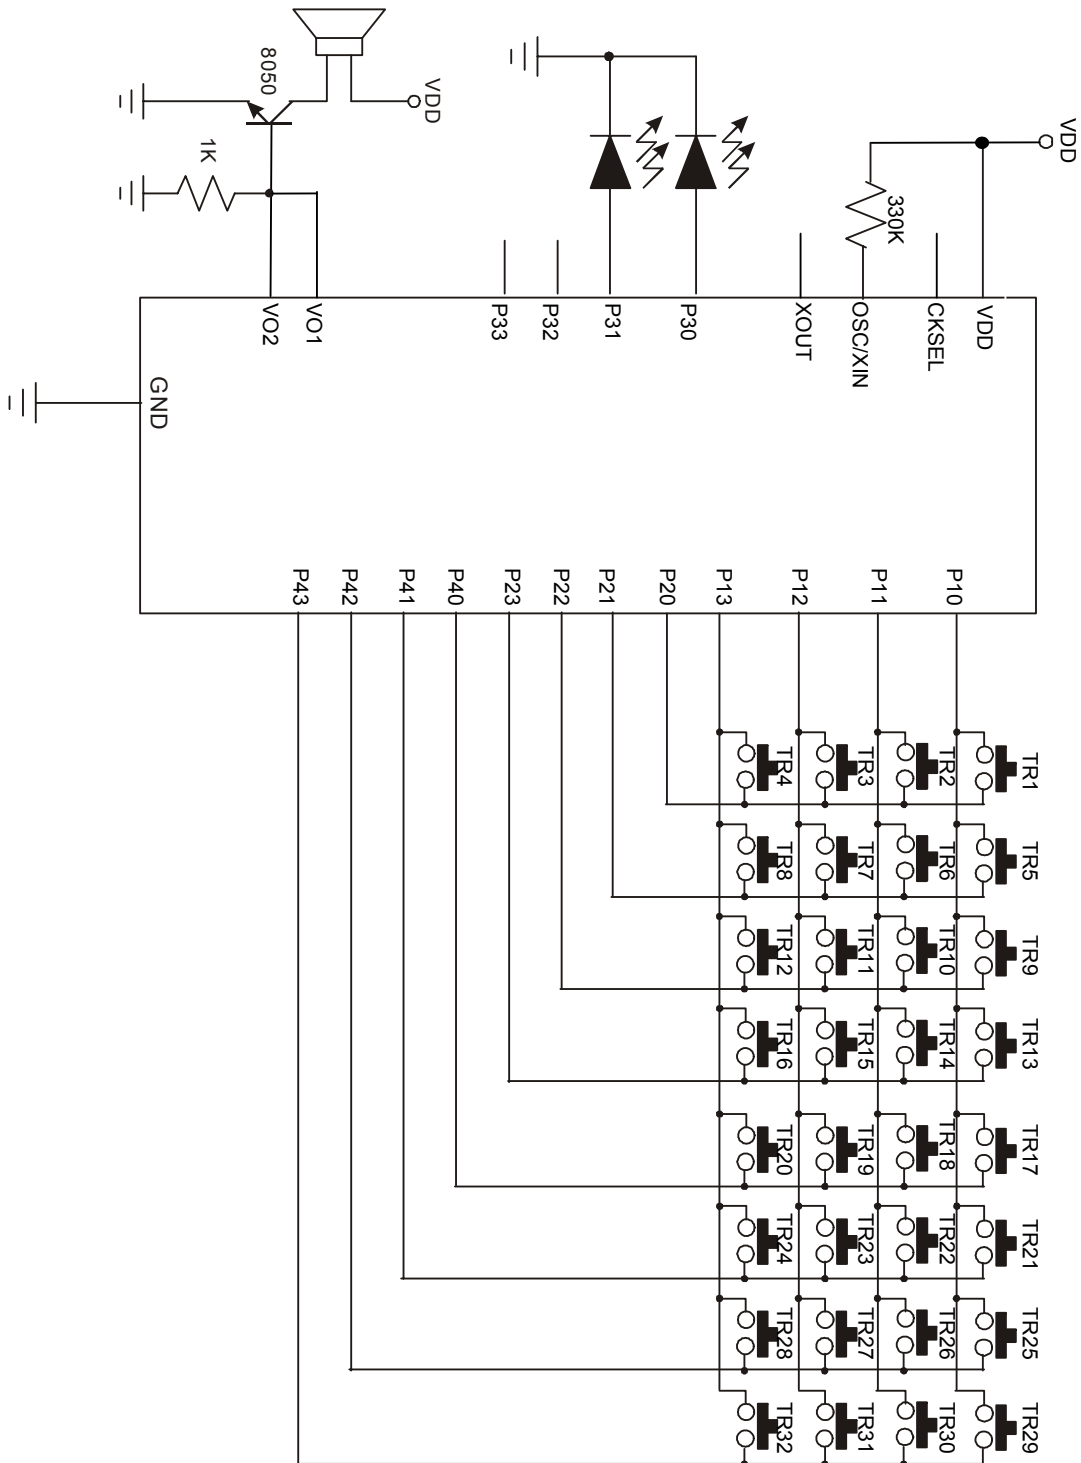 8050
VDD
VDD
1K
330K
VO2
VO1
P33
P32
P31
P30
XOUT
OSC/XIN
CKSEL
VDD
GND
P43
P42
P41
P40
P23
P22
P21
P20
P13
P12
P11
P10
TR4
TR3
TR2
TR1
TR8
TR7
TR6
TR5
TR12
TR11
TR10
TR9
TR16
TR15
TR14
TR13
TR20
TR19
TR18
TR17
TR24
TR23
TR22
TR21
TR28
TR27
TR26
TR25
TR32
TR31
TR30
TR29